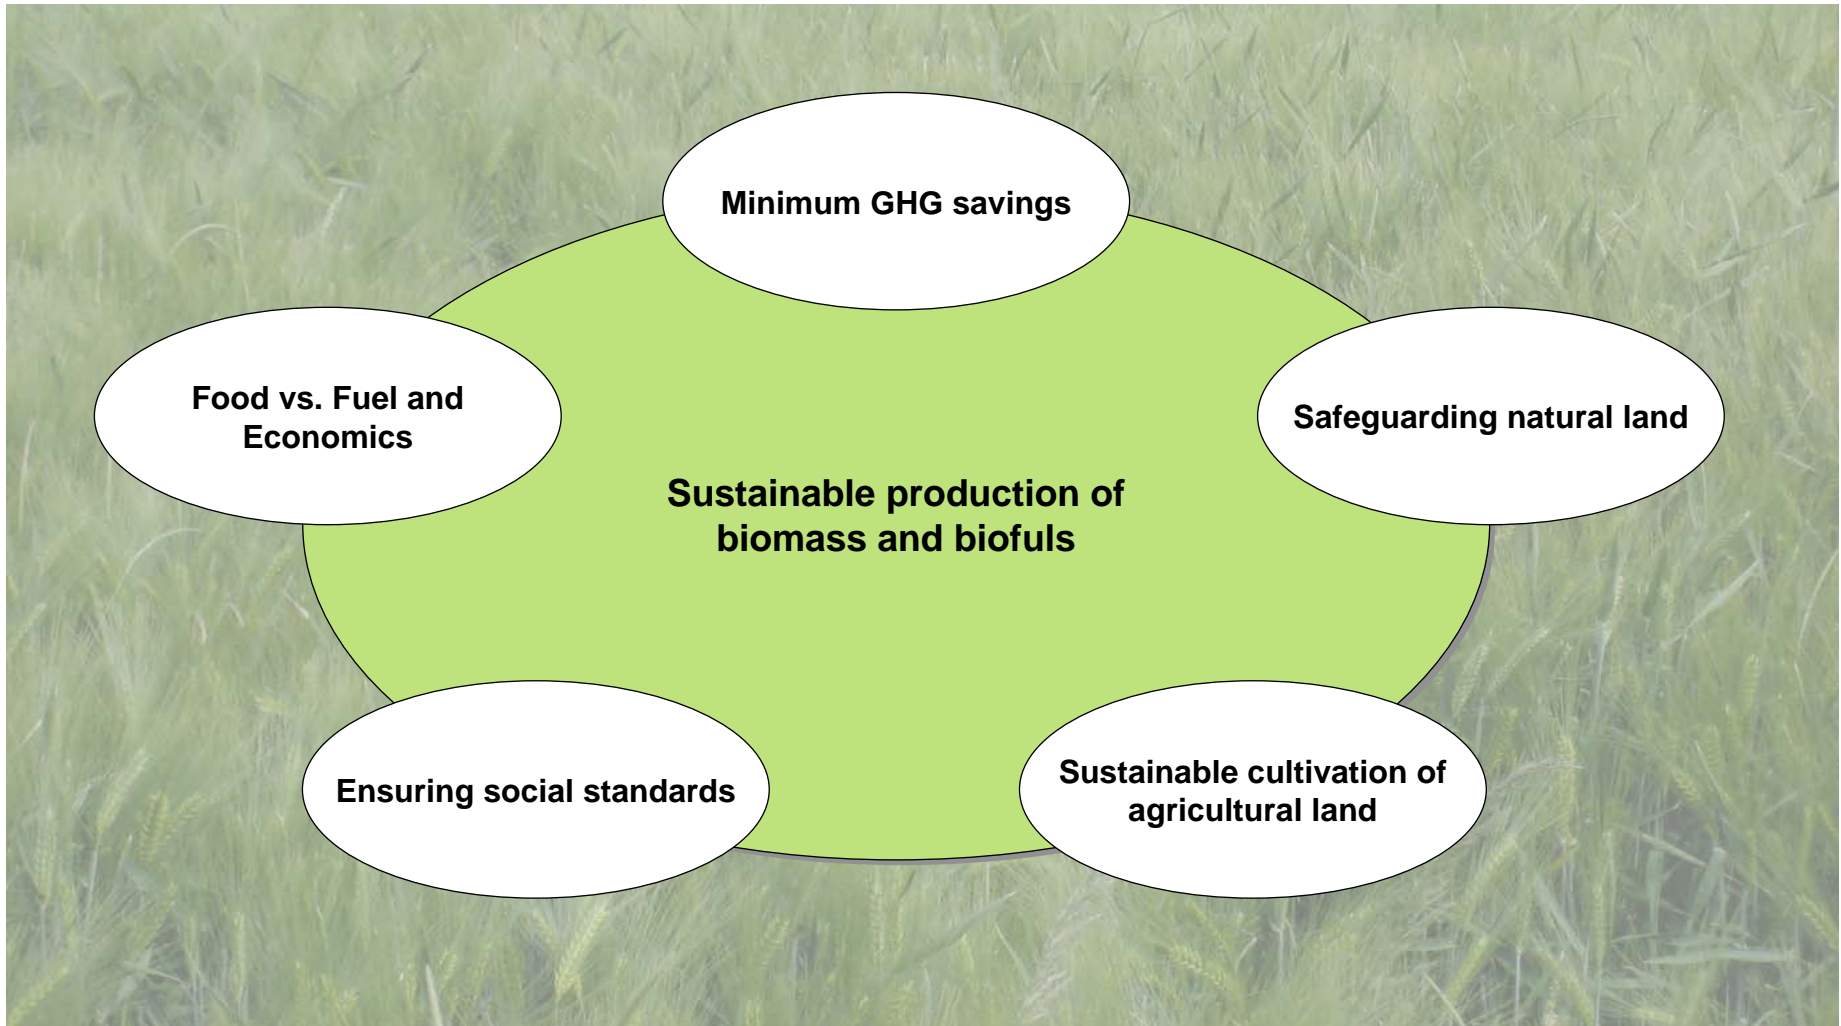 Minimum GHG savings
Food vs. Fuel and
Economics
Safeguarding natural land
Sustainable production of
biomass and biofuls
Ensuring social standards
Sustainable cultivation of
agricultural land